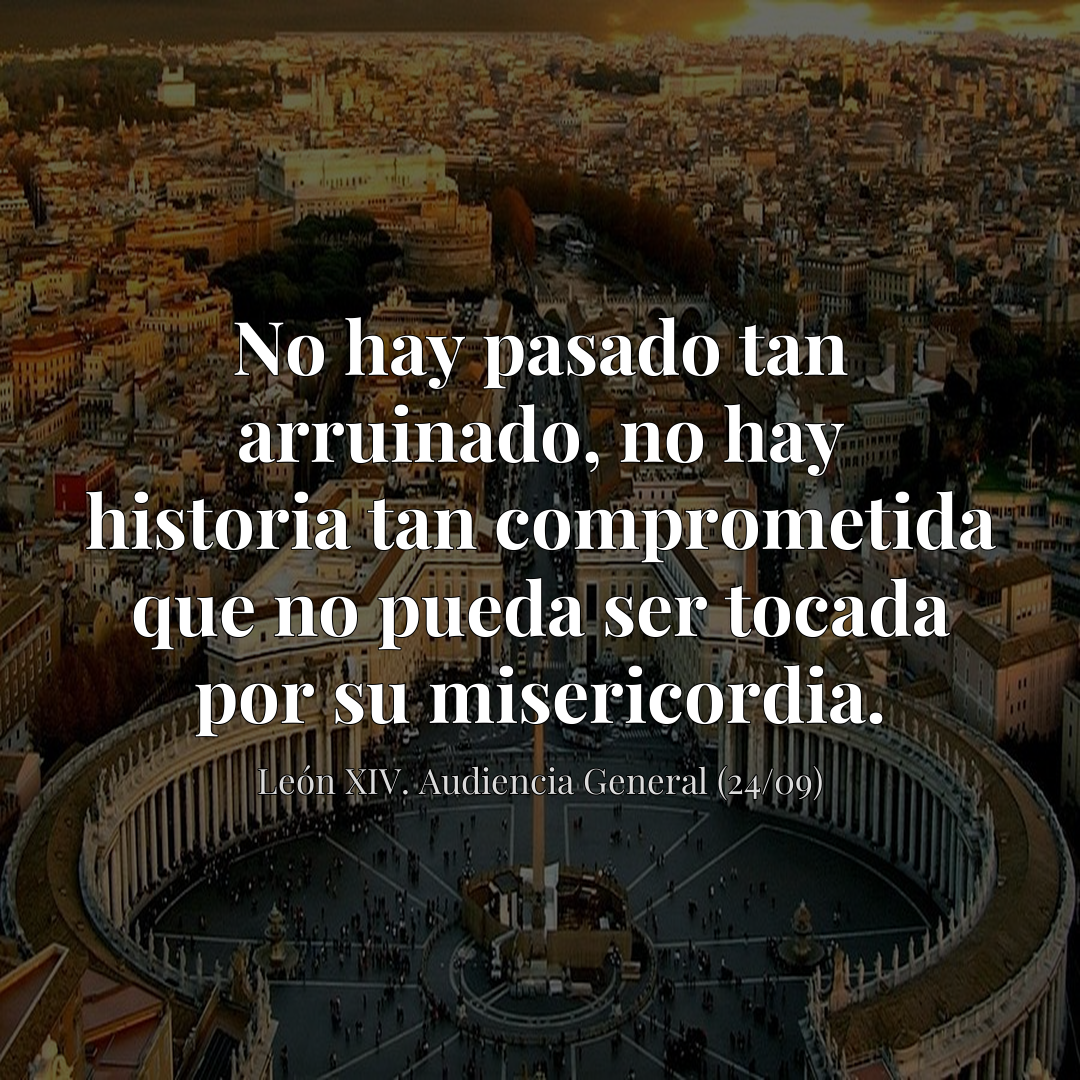 No hay pasado tan
arruinado, no hay
historia tan comprometida
que no pueda ser tocada
por su misericordia.
León XIV. Audiencia General (24/09)